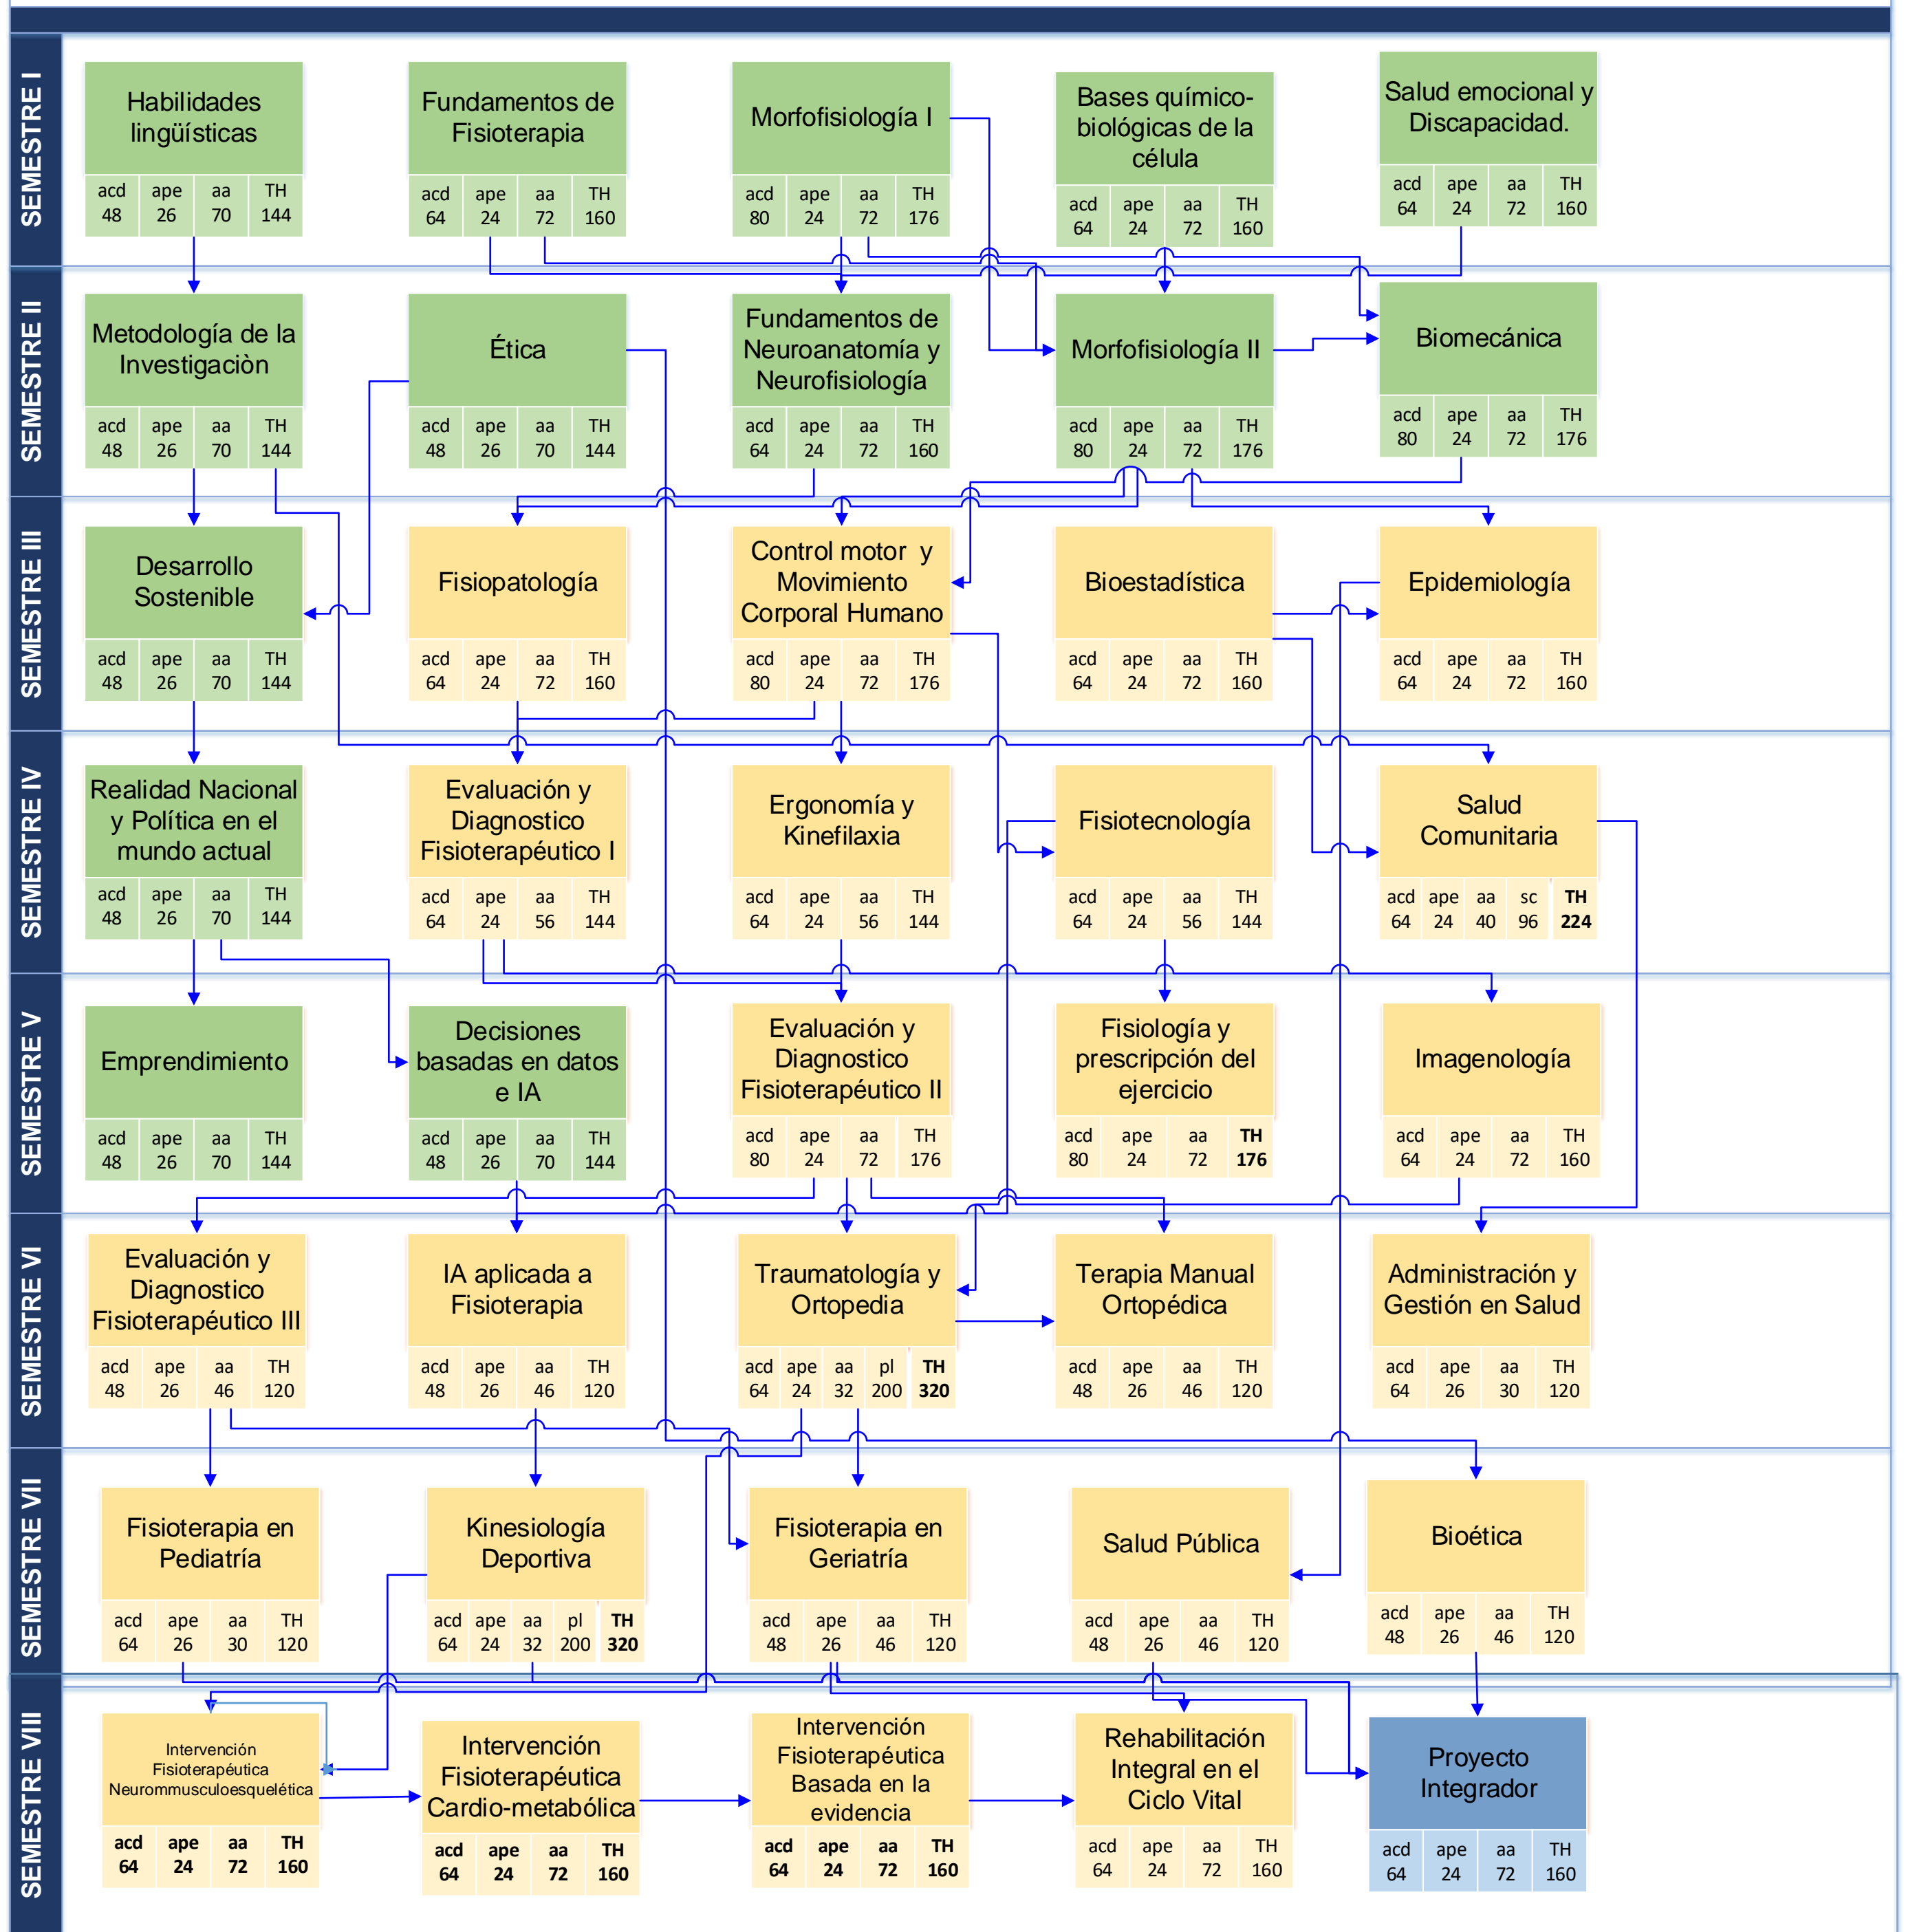 SEMESTRE I
Habilidades
lingüísticas
acd ape aa TH
48 26 70 144
Fundamentos de
Fisioterapia
acd ape aa TH
64 24 72 160
Morfofisiología I
acd ape aa TH
80 24 72 176
Bases químico-
biológicas de la
célula
acd ape aa TH
64 24 72 160
Salud emocional y
Discapacidad.
acd ape aa TH
64 24 72 160
SEMESTRE II
Metodología de la
Investigaciòn
acd ape aa TH
48 26 70 144
Ética
acd ape aa TH
48 26 70 144
Fundamentos de
Neuroanatomía y
Neurofisiología
acd ape aa TH
64 24 72 160
Morfofisiología II
acd ape aa TH
80 24 72 176
Biomecánica
acd ape aa TH
80 24 72 176
SEMESTRE III
Desarrollo
Sostenible
acd ape aa TH
48 26 70 144
Fisiopatología
acd ape aa TH
64 24 72 160
Control motor y
Movimiento
Corporal Humano
acd ape aa TH
80 24 72 176
Bioestadística
acd ape aa TH
64 24 72 160
Epidemiología
acd ape aa TH
64 24 72 160
SEMESTRE IV
Realidad Nacional
y Política en el
mundo actual
acd ape aa TH
48 26 70 144
Evaluación y
Diagnostico
Fisioterapéutico I
acd ape aa TH
64 24 56 144
Ergonomía y
Kinefilaxia
acd ape aa TH
64 24 56 144
Fisiotecnología
acd ape aa TH
64 24 56 144
Salud
Comunitaria
acd ape aa sc TH
64 24 40 96 224
SEMESTRE V
Emprendimiento
acd ape aa TH
48 26 70 144
Decisiones
basadas en datos
e IA
acd ape aa TH
48 26 70 144
Evaluación y
Diagnostico
Fisioterapéutico II
acd ape aa TH
80 24 72 176
Fisiología y
prescripción del
ejercicio
acd ape aa TH
80 24 72 176
Imagenología
acd ape aa TH
64 24 72 160
SEMESTRE VI
Evaluación y
Diagnostico
Fisioterapéutico III
acd ape aa TH
48 26 46 120
IA aplicada a
Fisioterapia
acd ape aa TH
48 26 46 120
Traumatología y
Ortopedia
acd ape aa pl TH
64 24 32 200 320
Terapia Manual
Ortopédica
acd ape aa TH
48 26 46 120
Administración y
Gestión en Salud
acd ape aa TH
64 26 30 120
SEMESTRE VII
Fisioterapia en
Pediatría
acd ape aa TH
64 26 30 120
Kinesiología
Deportiva
acd ape aa pl TH
64 24 32 200 320
Fisioterapia en
Geriatría
acd ape aa TH
48 26 46 120
Salud Pública
acd ape aa TH
48 26 46 120
Bioética
acd ape aa TH
48 26 46 120
SEMESTRE VIII
Intervención
Fisioterapéutica
Neurommusculoesquelética
acd ape aa TH
64 24 72 160
Intervención
Fisioterapéutica
Cardio-metabólica
acd ape aa TH
64 24 72 160
Intervención
Fisioterapéutica
Basada en la
evidencia
acd ape aa TH
64 24 72 160
Rehabilitación
Integral en el
Ciclo Vital
acd ape aa TH
64 24 72 160
Proyecto
Integrador
acd ape aa TH
64 24 72 160